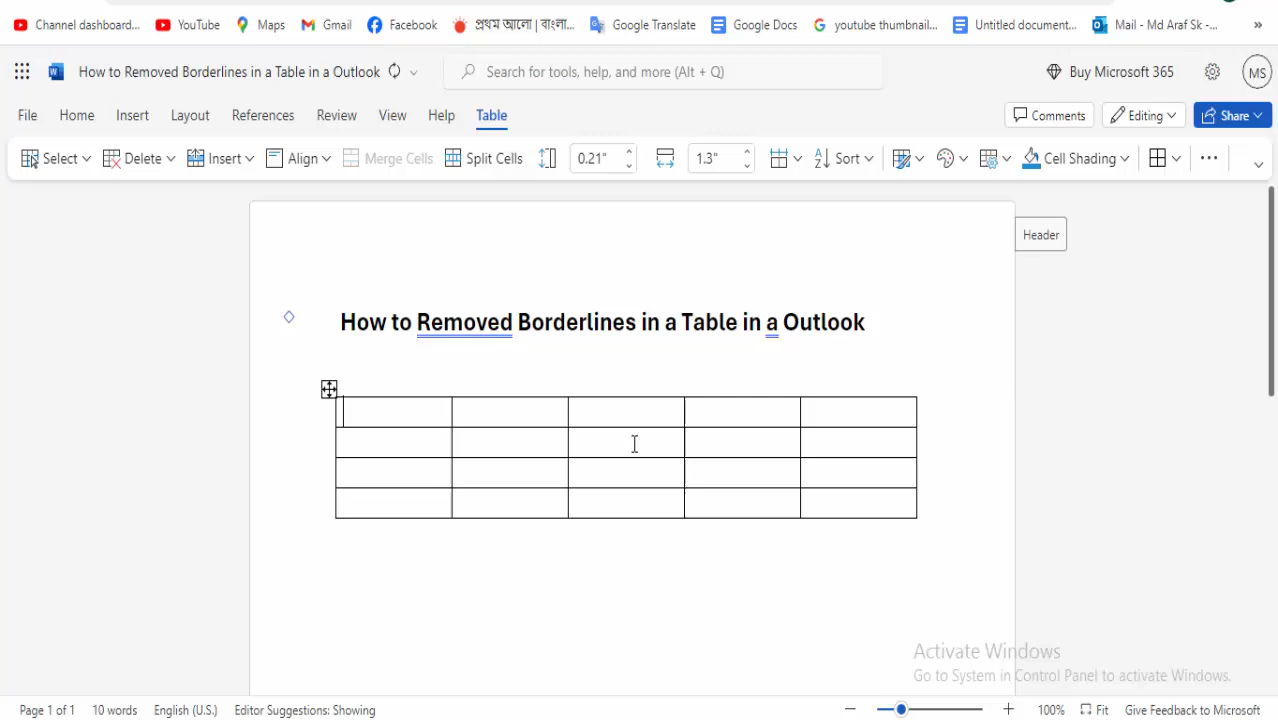 Channel dashboard... YouTube Maps Gmail Facebook প্রথম আলো | বাংলা... Google Translate Google Docs youtube thumbnail... Untitled document... Mail - Md Araf Sk -... »
How to Removed Borderlines in a Table in a Outlook Search for tools, help, and more (Alt + Q) Buy Microsoft 365 MS
File Home Insert Layout References Review View Help Table Comments Editing Share
Select Delete Insert Align Merge Cells Split Cells 0.21" 1.3" Sort Cell Shading ...
Header
How to Removed Borderlines in a Table in a Outlook
Activate Windows
Go to System in Control Panel to activate Windows.
Page 1 of 1 10 words English (U.S.) Editor Suggestions: Showing 100% Fit Give Feedback to Microsoft